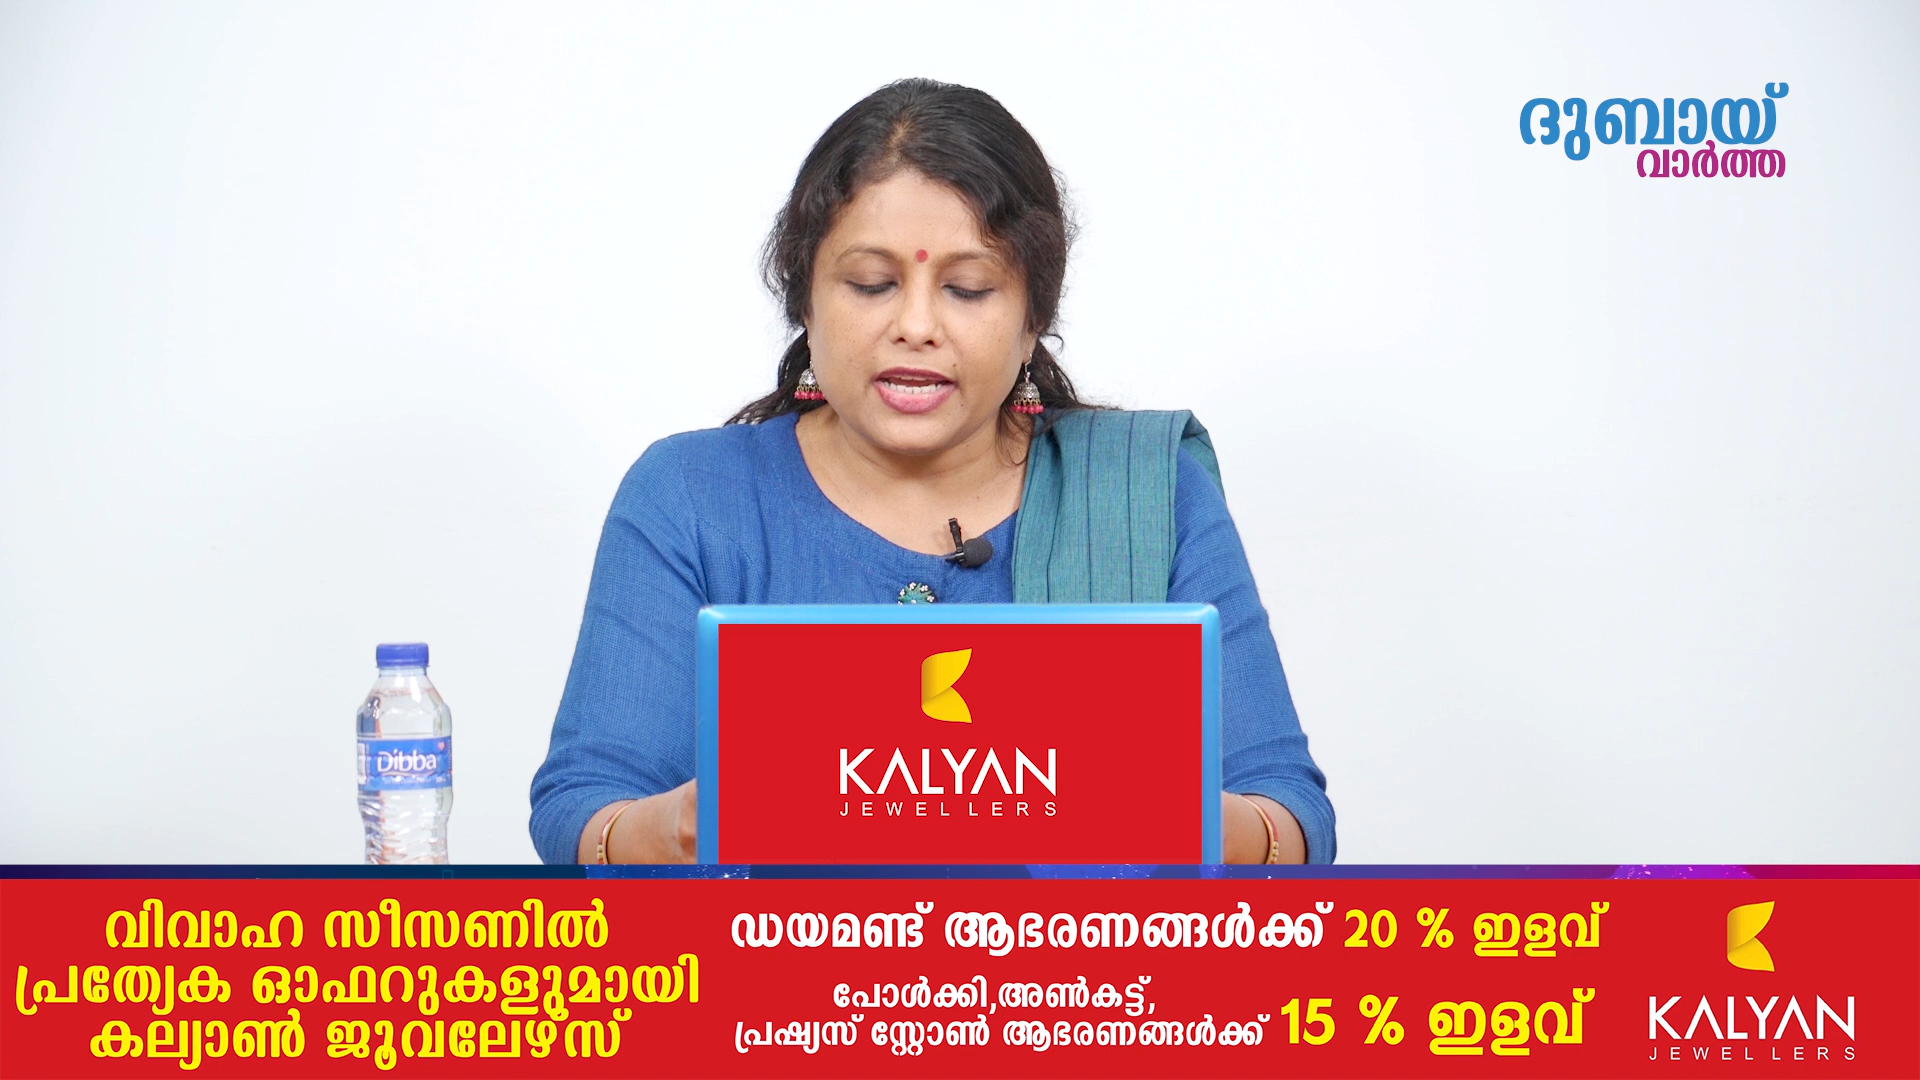 ദുബായ്
വാർത്ത
Dibba
KALYAN
JEWELLERS
വിവാഹ സീസണിൽ
പ്രത്യേക ഓഫറുകളുമായി
കല്യാൺ ജൂവലേഴ്സ്
ഡയമണ്ട് ആഭരണങ്ങൾക്ക് 20 % ഇളവ്
പോൾക്കി,അൺകട്ട്,
പ്രഷ്യസ് സ്റ്റോൺ ആഭരണങ്ങൾക്ക് 15 % ഇളവ്
KALYAN
JEWELLERS